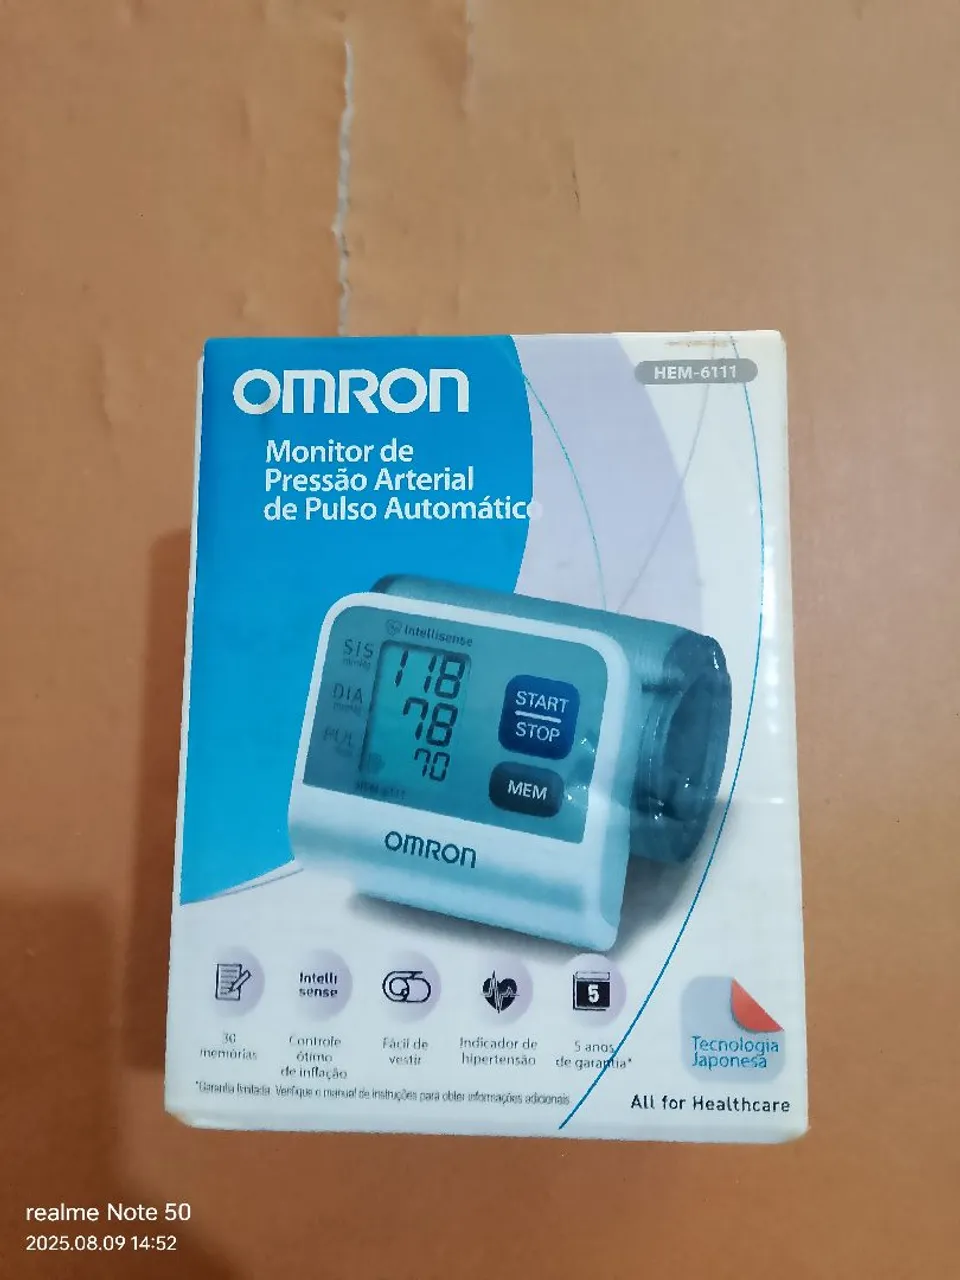 OMRON
HEM-6111
Monitor de
Pressão Arterial
de Pulso Automático
Intellisense
SIS
mmHg
118
DIA
mmHg
78
PUL
70
START
STOP
MEM
OMRON
Intelli
sense
5
30
memórias
Controle
ótimo
de inflação
Fácil de
vestir
Indicador de
hipertensão
5 anos
de garantia*
Tecnologia
Japonesa
*Garantia limitada. Verifique o manual de instruções para obter informações adicionais.
All for Healthcare
realme Note 50
2025.08.09 14:52